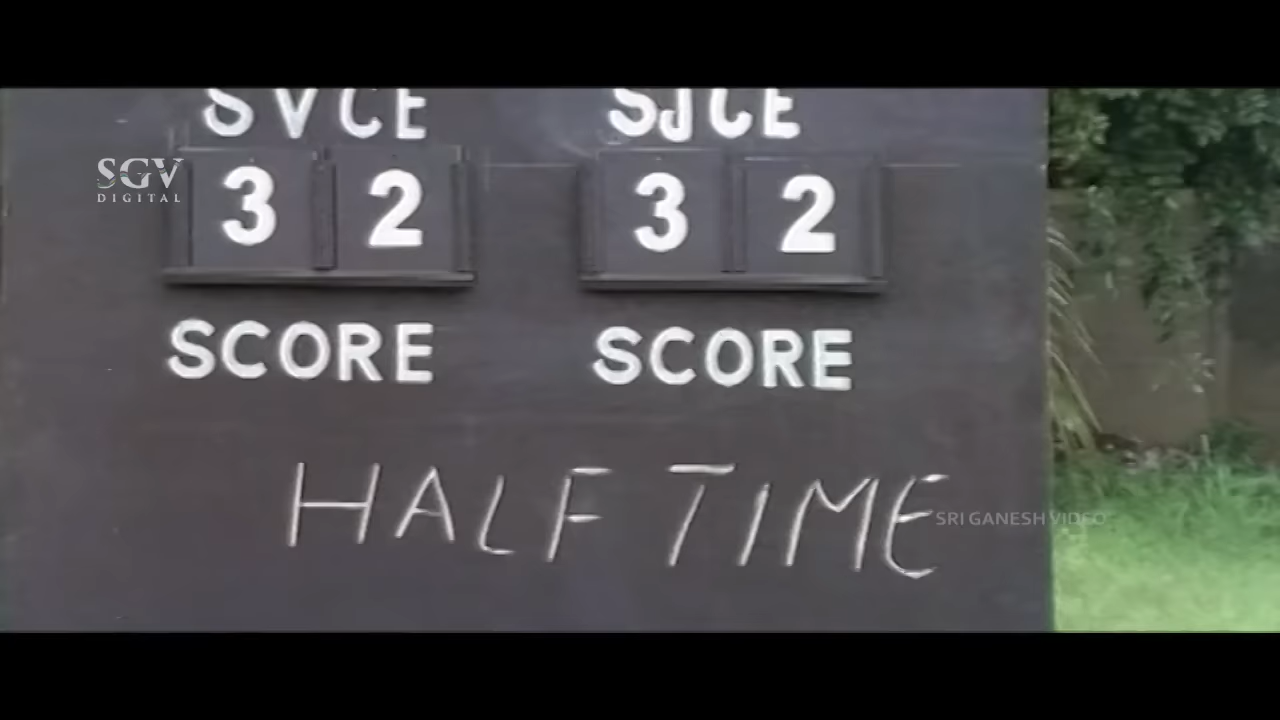 SVCE SJCE
SGV
DIGITAL
3 2 3 2
SCORE SCORE
HALF TIME
SRI GANESH VIDEO